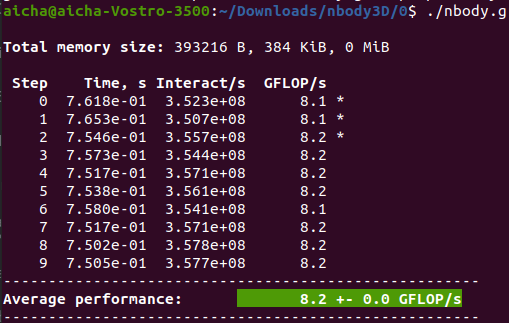 aicha@aicha-Vostro-3500:~/Downloads/nbody3D/0$ ./nbody.g
Total memory size: 393216 B, 384 KiB, 0 MiB
Step Time, s Interact/s GFLOP/s
0 7.618e-01 3.523e+08 8.1 *
1 7.653e-01 3.507e+08 8.1 *
2 7.546e-01 3.557e+08 8.2 *
3 7.573e-01 3.544e+08 8.2
4 7.517e-01 3.571e+08 8.2
5 7.538e-01 3.561e+08 8.2
6 7.580e-01 3.541e+08 8.1
7 7.517e-01 3.571e+08 8.2
8 7.502e-01 3.578e+08 8.2
9 7.505e-01 3.577e+08 8.2
-----------------------------------------------------
Average performance: 8.2 +- 0.0 GFLOP/s
-----------------------------------------------------